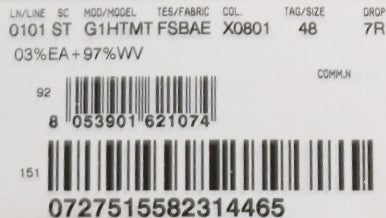 LN/LINE SC MOD/MODEL TES/FABRIC COL. TAG/SIZE DROP
0101 ST G1HTMT FSBAE X0801 48 7R
03%EA+97%WV
COMM.N
92
8 053901 621074
151
0727515582314465